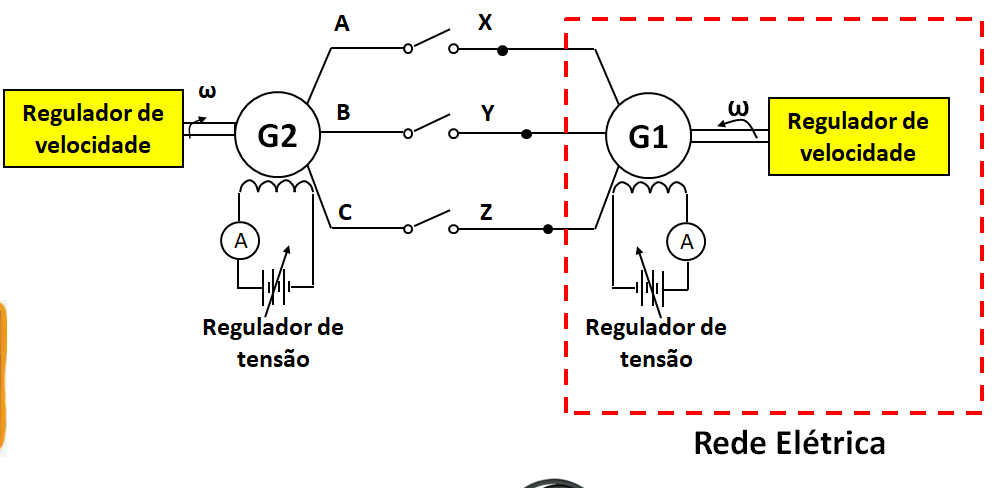 A
X
ω
Regulador de
velocidade
G2
B
Y
G1
ω
Regulador de
velocidade
C
Z
A
A
Regulador de
tensão
Regulador de
tensão
Rede Elétrica